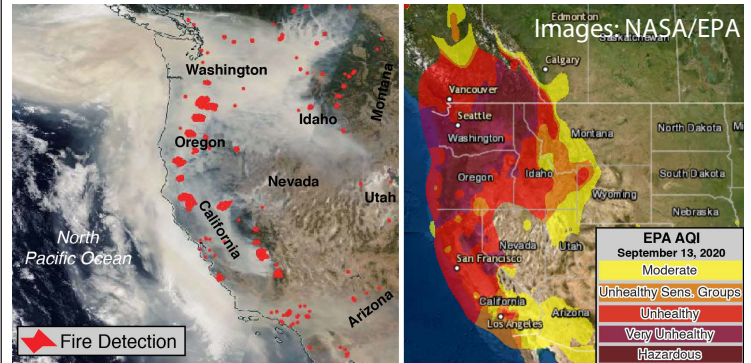 Washington
Montana
Idaho
Oregon
Nevada
Utah
California
North
Pacific Ocean
Arizona
Fire Detection
Images: NASA/EPA
Edmonton
Saskatchewan
Calgary
Vancouver
Seattle
Washington
Montana
North Dakota
Mi
Oregon
Idaho
South Dakota
Wyoming
Nebraska
Nevada
Utah
San Francisco
California
Arizona
Los Angeles
EPA AQI
September 13, 2020
Moderate
Unhealthy Sens. Groups
Unhealthy
Very Unhealthy
Hazardous